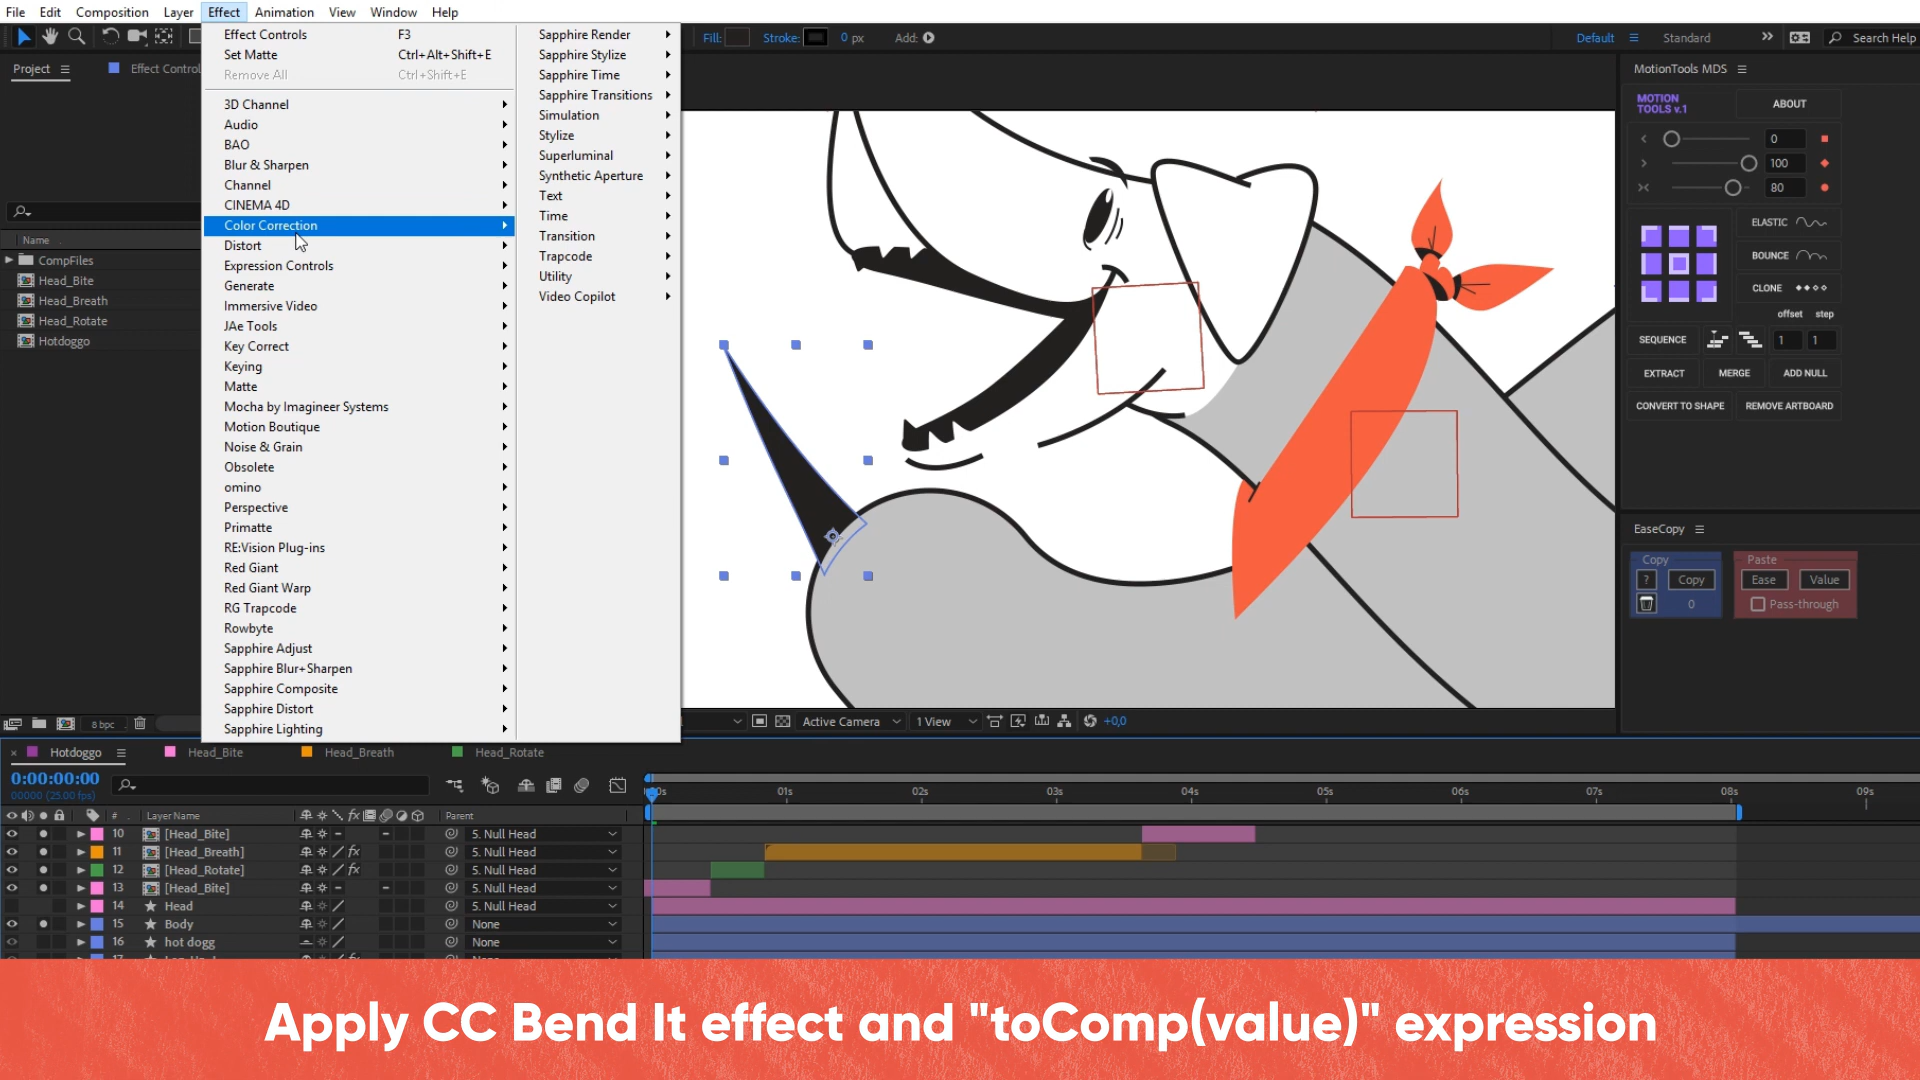 File Edit Composition Layer Effect Animation View Window Help
Fill: Stroke: 0 px Add: Default Standard Search Help
Project Effect Control
Name
CompFiles
Head_Bite
Head_Breath
Head_Rotate
Hotdoggo
8 bpc
Effect Controls F3
Set Matte Ctrl+Alt+Shift+E
Remove All Ctrl+Shift+E
3D Channel
Audio
BAO
Blur & Sharpen
Channel
CINEMA 4D
Color Correction
Distort
Expression Controls
Generate
Immersive Video
JAe Tools
Key Correct
Keying
Matte
Mocha by Imagineer Systems
Motion Boutique
Noise & Grain
Obsolete
omino
Perspective
Primatte
RE:Vision Plug-ins
Red Giant
Red Giant Warp
RG Trapcode
Rowbyte
Sapphire Adjust
Sapphire Blur+Sharpen
Sapphire Composite
Sapphire Distort
Sapphire Lighting
Sapphire Render
Sapphire Stylize
Sapphire Time
Sapphire Transitions
Simulation
Stylize
Superluminal
Synthetic Aperture
Text
Time
Transition
Trapcode
Utility
Video Copilot
Active Camera 1 View +0,0
MotionTools MDS
MOTION
TOOLS v.1
ABOUT
0
100
80
ELASTIC
BOUNCE
CLONE
offset step
SEQUENCE 1 1
EXTRACT MERGE ADD NULL
CONVERT TO SHAPE REMOVE ARTBOARD
EaseCopy
Copy Paste
? Copy Ease Value
0 Pass-through
Hotdoggo Head_Bite Head_Breath Head_Rotate
0:00:00:00
00000 (25.00 fps)
00s 01s 02s 03s 04s 05s 06s 07s 08s 09s
# Layer Name fx Parent
10 [Head_Bite] 5. Null Head
11 [Head_Breath] fx 5. Null Head
12 [Head_Rotate] fx 5. Null Head
13 [Head_Bite] 5. Null Head
14 Head 5. Null Head
15 Body None
16 hot dogg None
Apply CC Bend It effect and "toComp(value)" expression